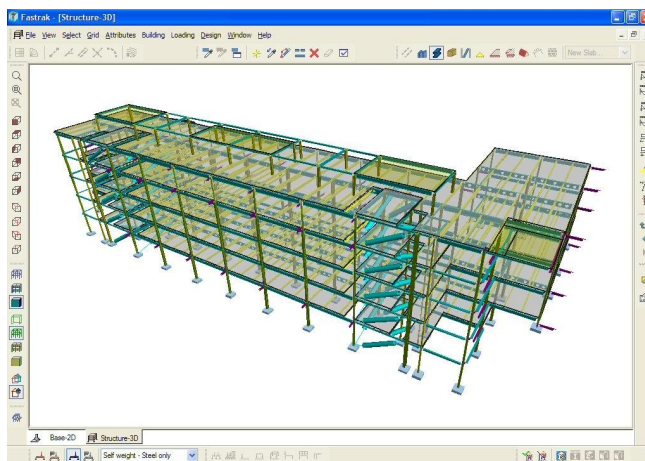 Fastrak - [Structure-3D]
File View Select Grid Attributes Building Loading Design Window Help
New Slab...
Base-2D Structure-3D
Self weight - Steel only